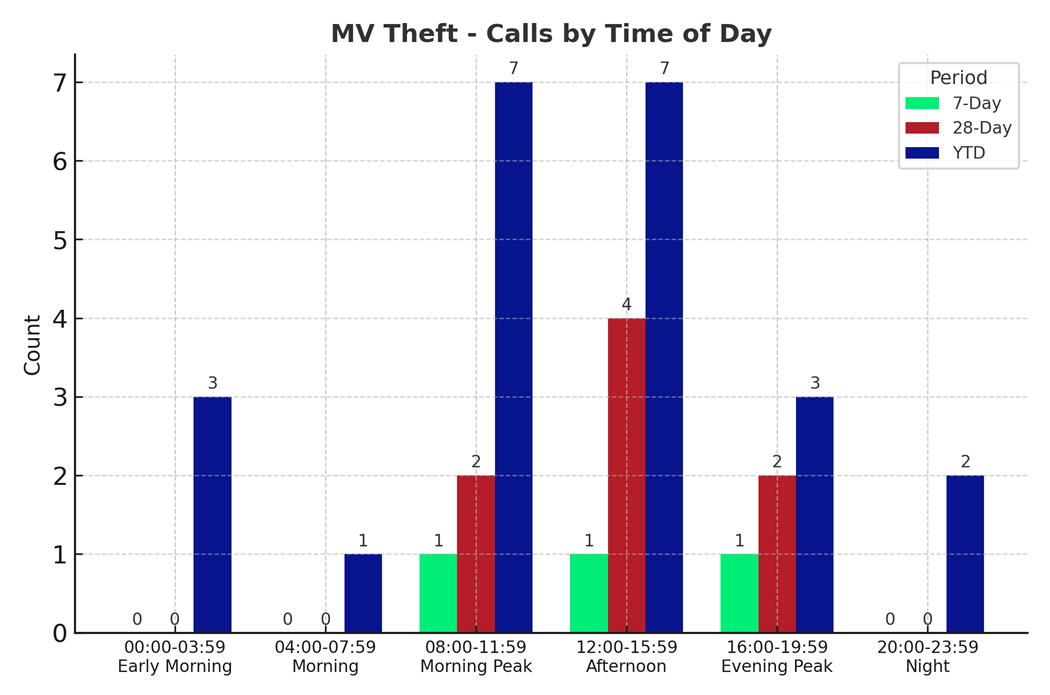 MV Theft - Calls by Time of Day
Period
7-Day
28-Day
YTD
Count
7
6
5
4
3
2
1
0
0 0 3
0 0 1
1 2 7
1 4 7
1 2 3
0 0 2
00:00-03:59
Early Morning
04:00-07:59
Morning
08:00-11:59
Morning Peak
12:00-15:59
Afternoon
16:00-19:59
Evening Peak
20:00-23:59
Night